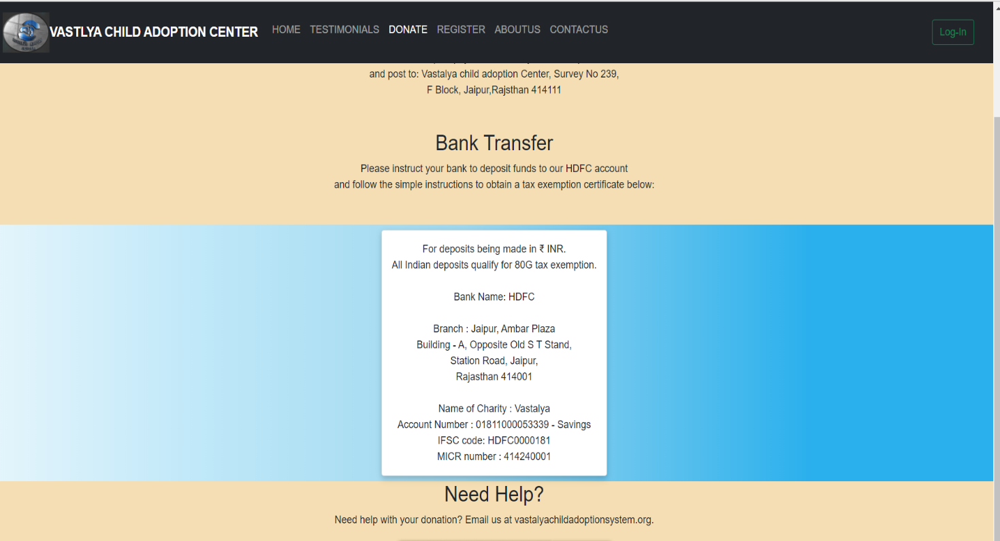 VASTLYA CHILD ADOPTION CENTER HOME TESTIMONIALS DONATE REGISTER ABOUTUS CONTACTUS Log-In
and post to: Vastalya child adoption Center, Survey No 239,
F Block, Jaipur,Rajsthan 414111
Bank Transfer
Please instruct your bank to deposit funds to our HDFC account
and follow the simple instructions to obtain a tax exemption certificate below:
For deposits being made in ₹ INR.
All Indian deposits qualify for 80G tax exemption.
Bank Name: HDFC
Branch : Jaipur, Ambar Plaza
Building - A, Opposite Old S T Stand,
Station Road, Jaipur,
Rajasthan 414001
Name of Charity : Vastalya
Account Number : 01811000053339 - Savings
IFSC code: HDFC0000181
MICR number : 414240001
Need Help?
Need help with your donation? Email us at vastalyachildadoptionsystem.org.